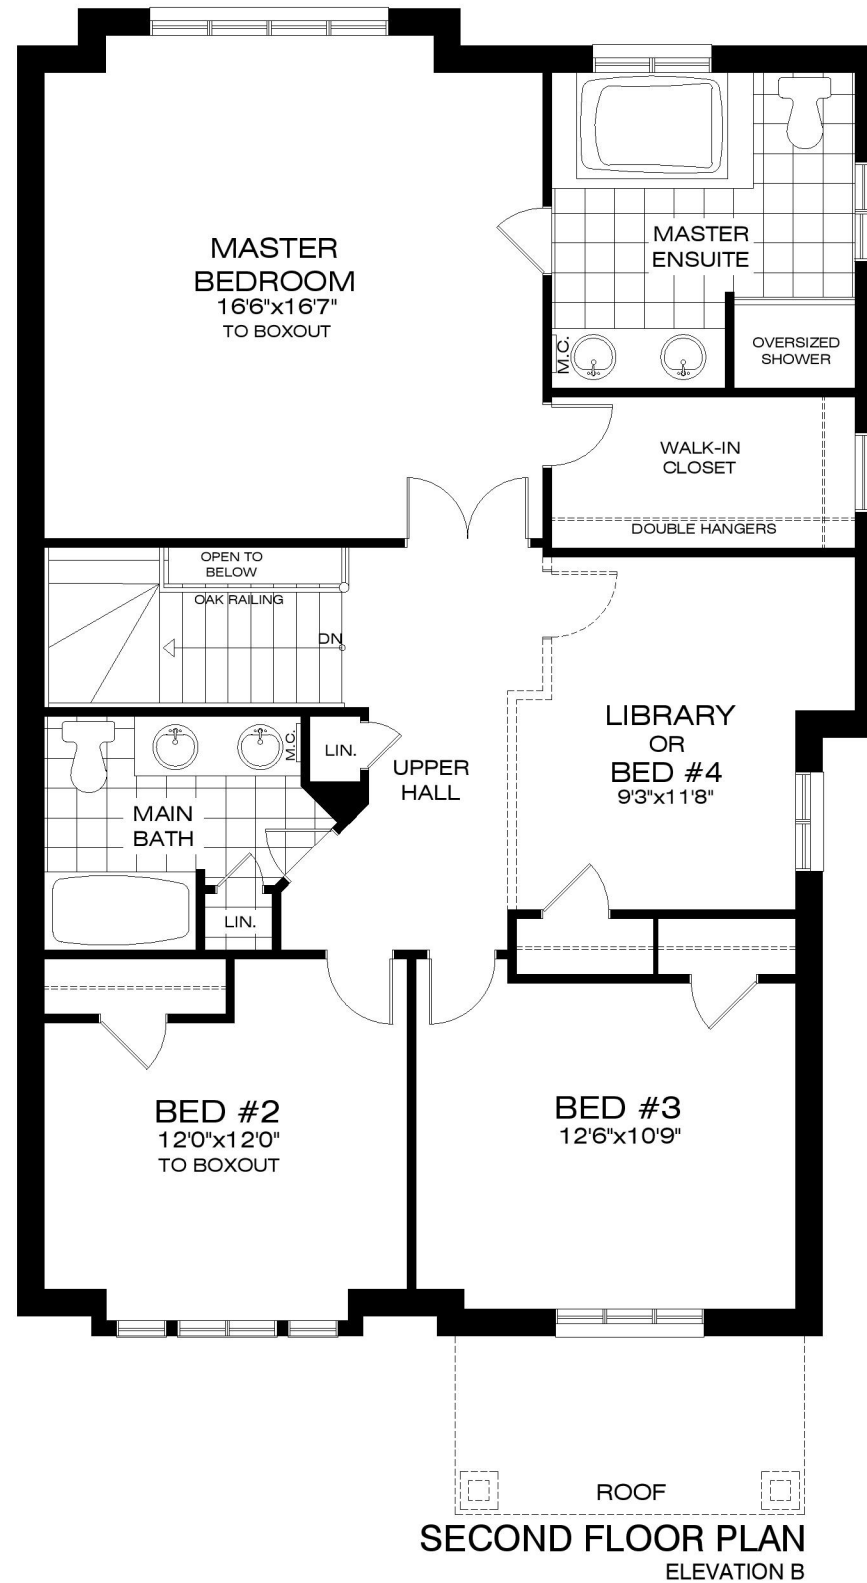 MASTER
BEDROOM
16'6"x16'7"
TO BOXOUT
MASTER
ENSUITE
M.C.
OVERSIZED
SHOWER
WALK-IN
CLOSET
DOUBLE HANGERS
OPEN TO
BELOW
OAK RAILING
DN
LIBRARY
OR
BED #4
9'3"x11'8"
M.C.
LIN.
UPPER
HALL
MAIN
BATH
LIN.
BED #2
12'0"x12'0"
TO BOXOUT
BED #3
12'6"x10'9"
ROOF
SECOND FLOOR PLAN
ELEVATION B